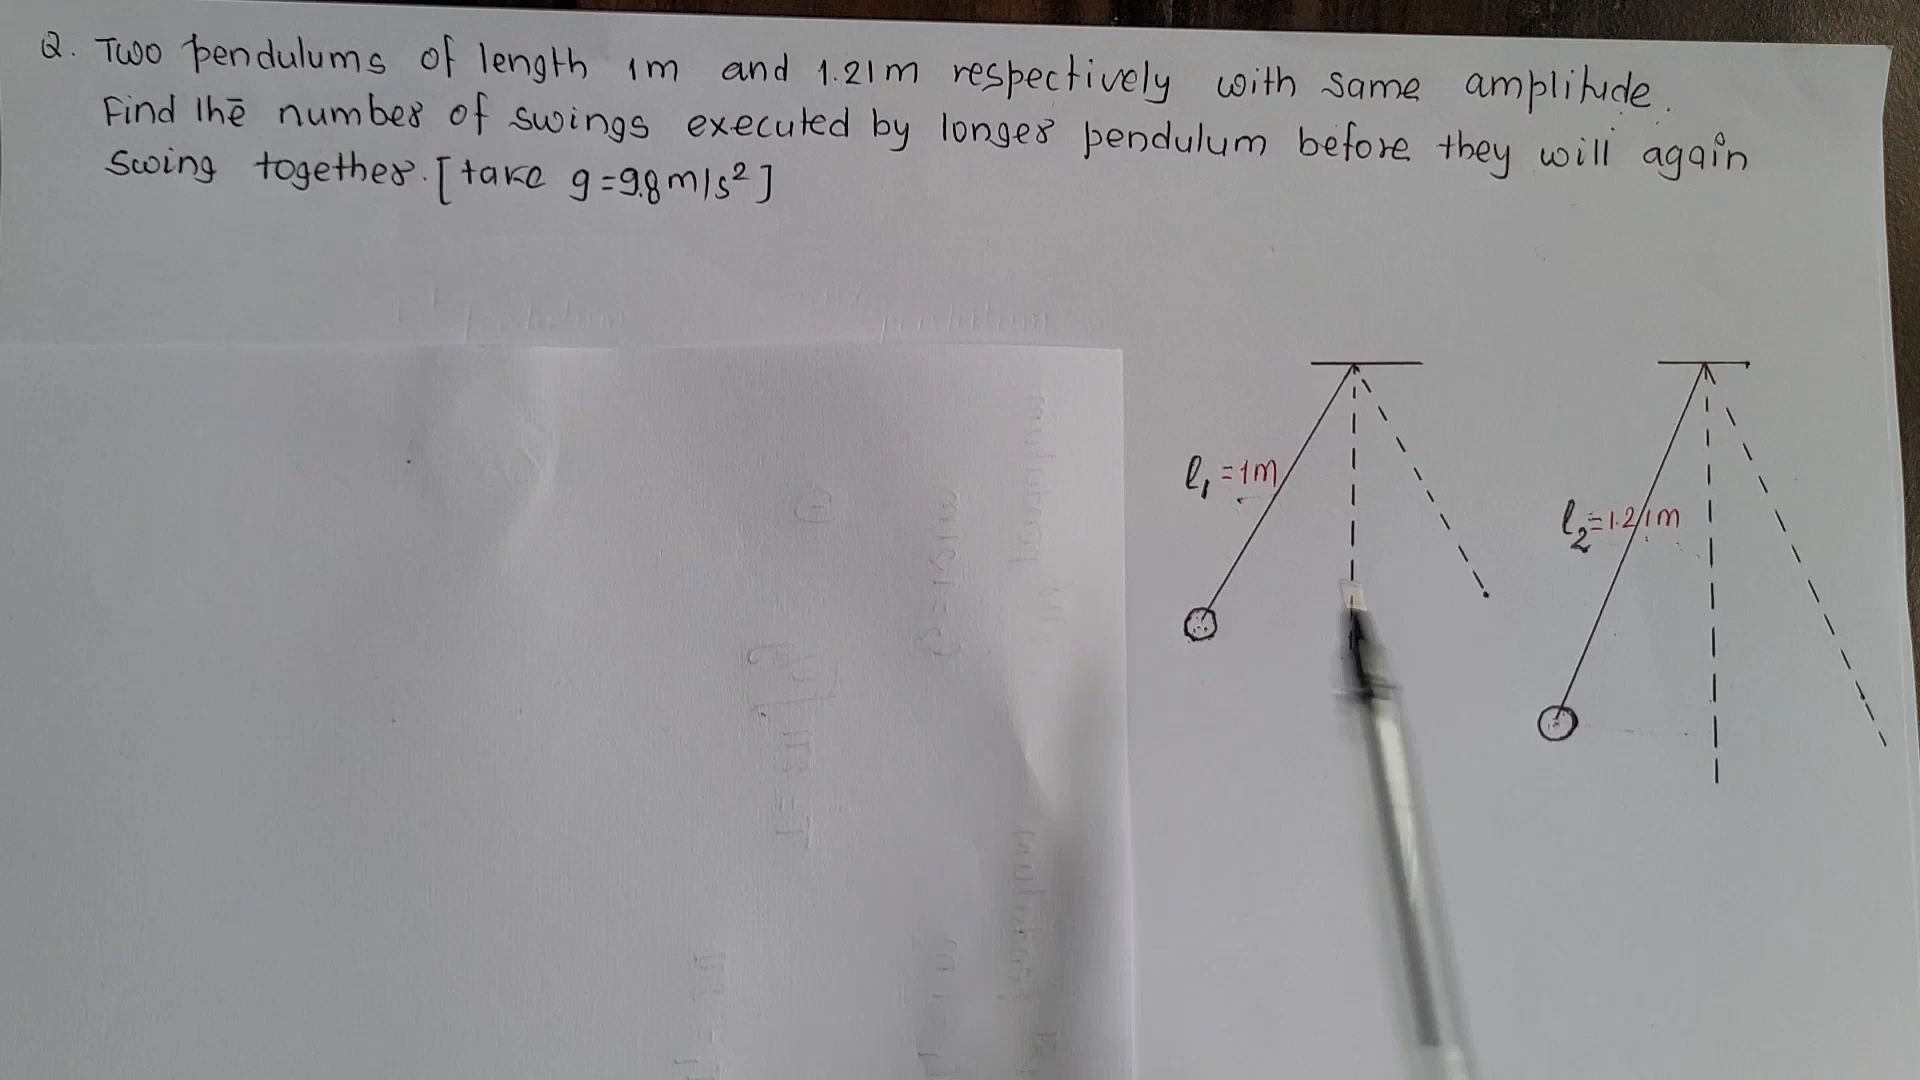 Q. Two pendulums of length 1m and 1.21m respectively with same amplitude.
Find the number of swings executed by longer pendulum before they will again
swing together. [take g=9.8m/s²]
l₁ = 1m
l₂=1.21m